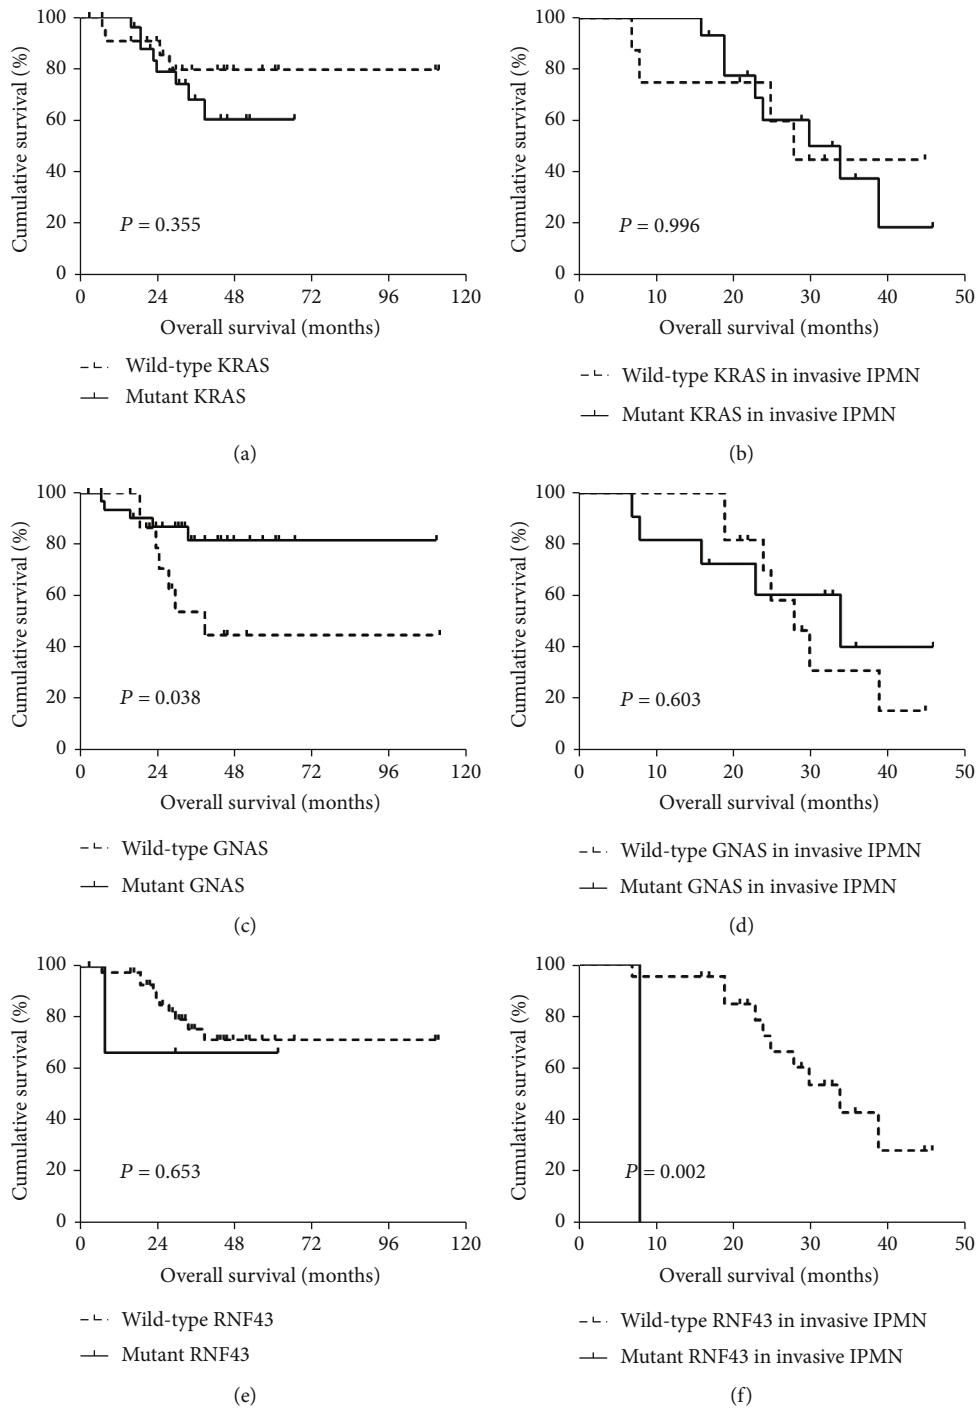 100
80
60
40
20
0
Cumulative survival (%)
P = 0.355
0 24 48 72 96 120
Overall survival (months)
Wild-type KRAS
Mutant KRAS
(a)
100
80
60
40
20
0
Cumulative survival (%)
P = 0.996
0 10 20 30 40 50
Overall survival (months)
Wild-type KRAS in invasive IPMN
Mutant KRAS in invasive IPMN
(b)
100
80
60
40
20
0
Cumulative survival (%)
P = 0.038
0 24 48 72 96 120
Overall survival (months)
Wild-type GNAS
Mutant GNAS
(c)
100
80
60
40
20
0
Cumulative survival (%)
P = 0.603
0 10 20 30 40 50
Overall survival (months)
Wild-type GNAS in invasive IPMN
Mutant GNAS in invasive IPMN
(d)
100
80
60
40
20
0
Cumulative survival (%)
P = 0.653
0 24 48 72 96 120
Overall survival (months)
Wild-type RNF43
Mutant RNF43
(e)
100
80
60
40
20
0
Cumulative survival (%)
P = 0.002
0 10 20 30 40 50
Overall survival (months)
Wild-type RNF43 in invasive IPMN
Mutant RNF43 in invasive IPMN
(f)